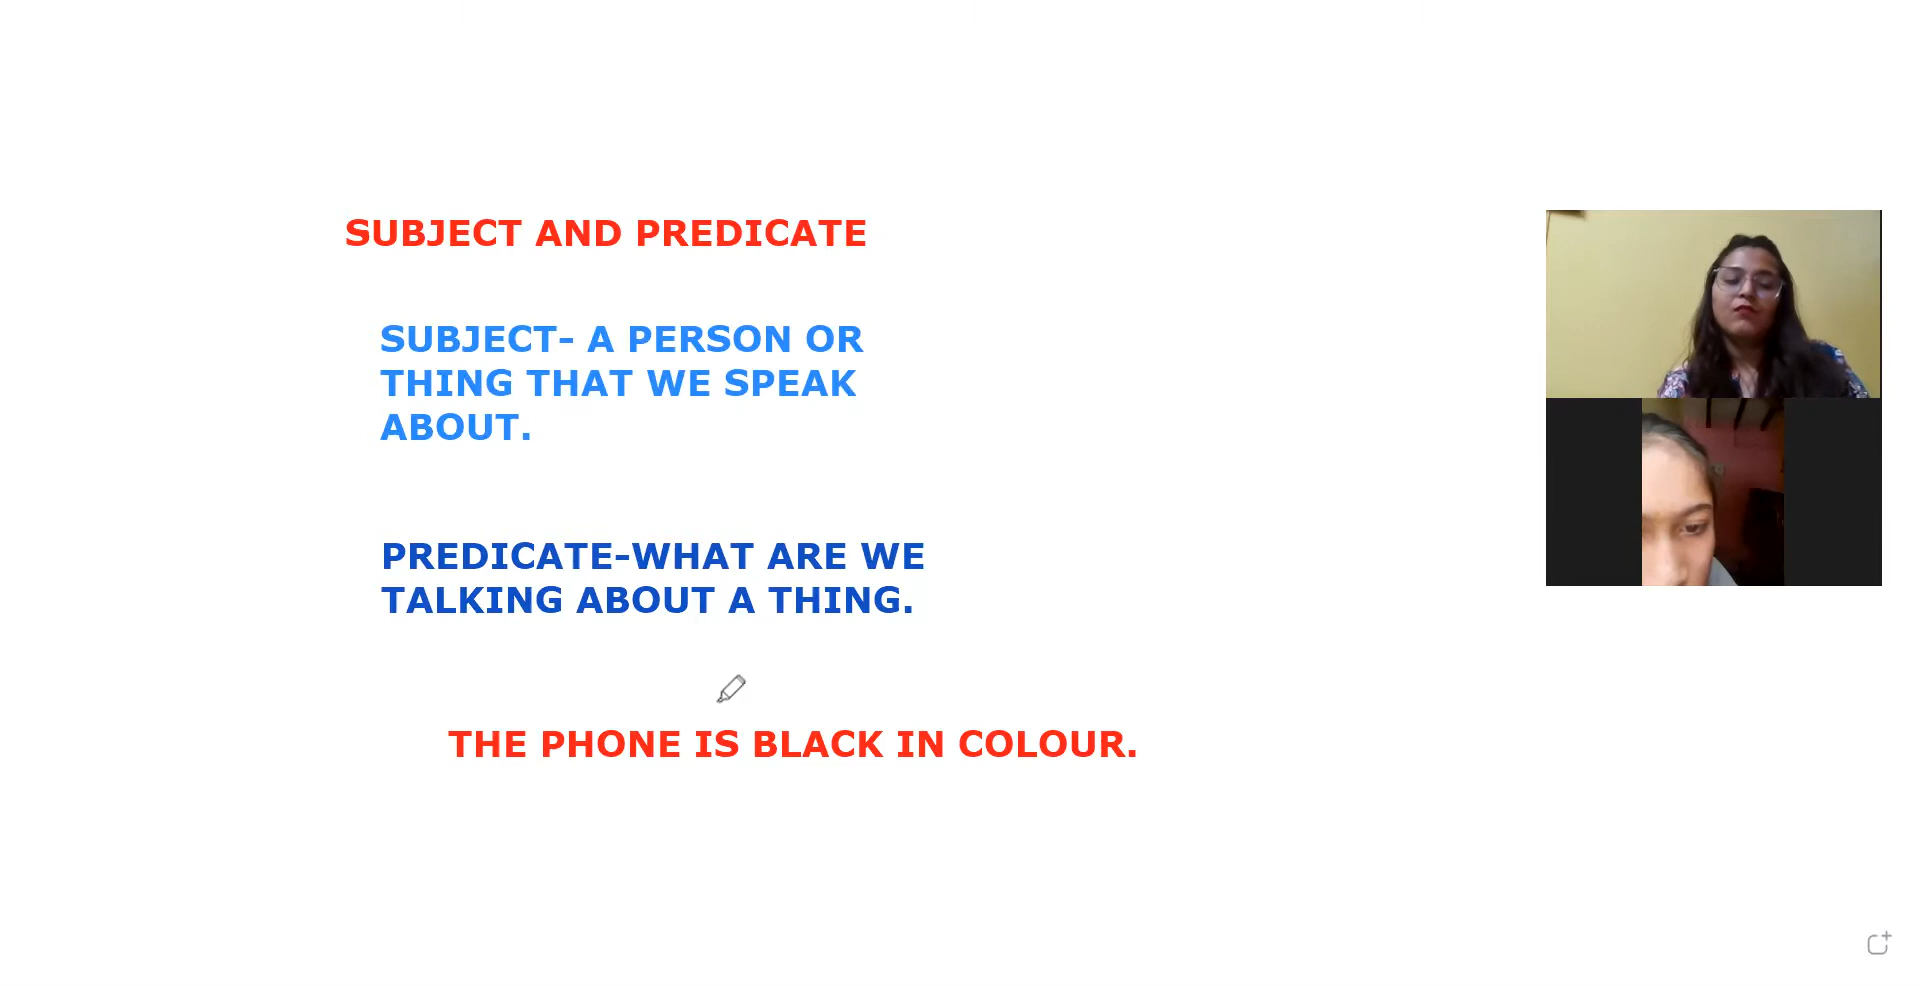 SUBJECT AND PREDICATE
SUBJECT- A PERSON OR
THING THAT WE SPEAK
ABOUT.
PREDICATE-WHAT ARE WE
TALKING ABOUT A THING.
THE PHONE IS BLACK IN COLOUR.